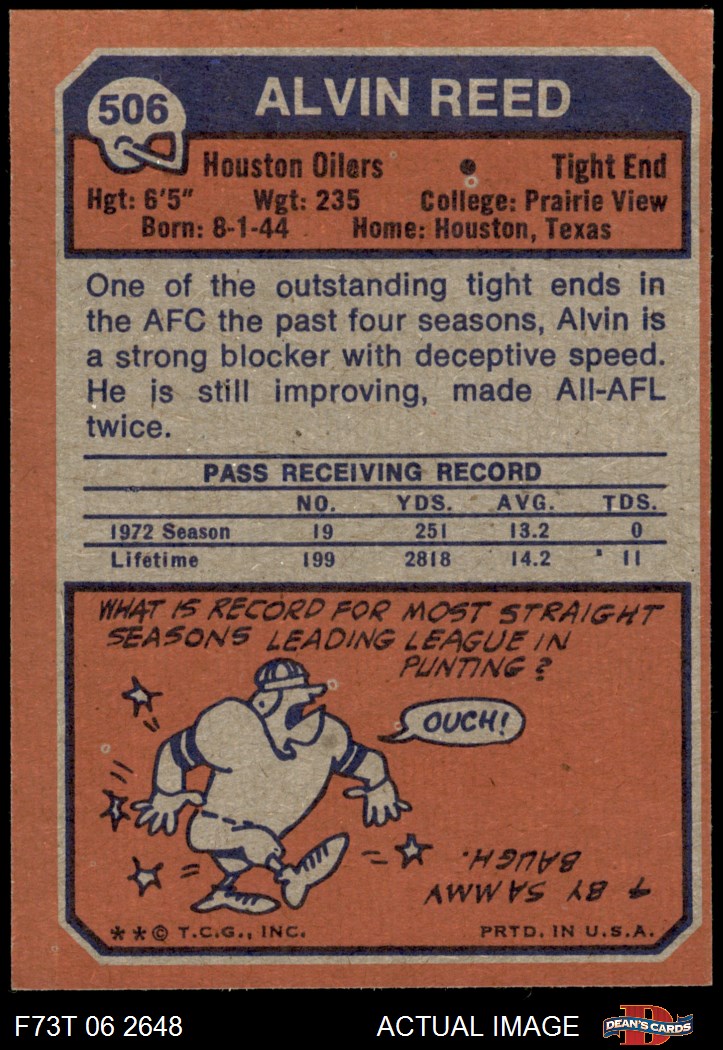 506
ALVIN REED
Houston Oilers • Tight End
Hgt: 6'5" Wgt: 235 College: Prairie View
Born: 8-1-44 Home: Houston, Texas
One of the outstanding tight ends in
the AFC the past four seasons, Alvin is
a strong blocker with deceptive speed.
He is still improving, made All-AFL
twice.
PASS RECEIVING RECORD
NO. YDS. AVG. TDS.
1972 Season 19 251 13.2 0
Lifetime 199 2818 14.2 11
WHAT IS RECORD FOR MOST STRAIGHT
SEASONS LEADING LEAGUE IN
PUNTING?
OUCH!
4 BY SAMMY
BAUGH.
**© T.C.G., INC. PRTD. IN U.S.A.
F73T 06 2648 ACTUAL IMAGE D DEAN'S CARDS